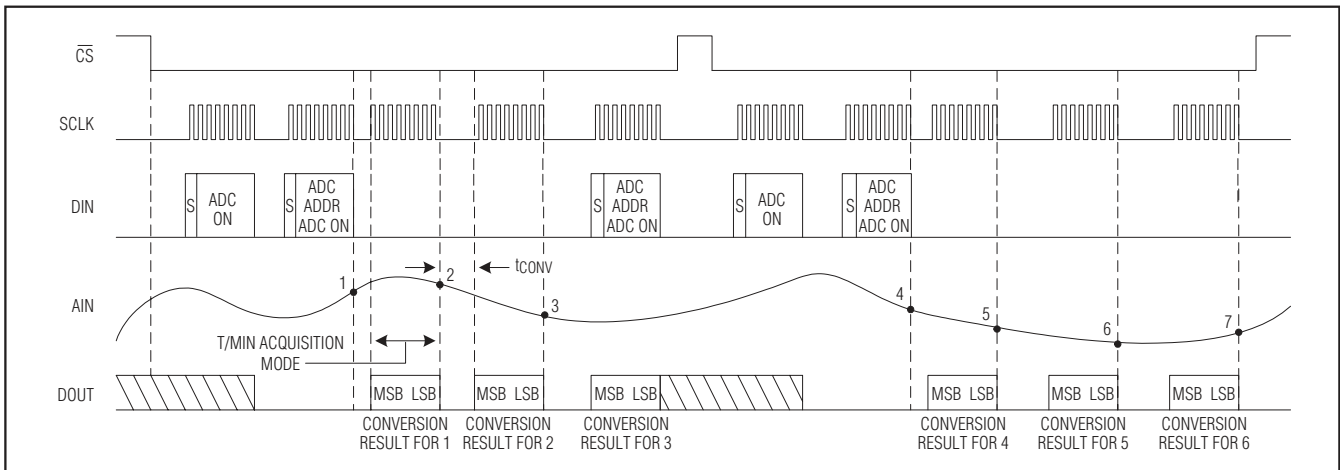 CS
SCLK
DIN
S
ADC
ON
S
ADC
ADDR
ADC ON
S
ADC
ADDR
ADC ON
S
ADC
ON
S
ADC
ADDR
ADC ON
AIN
1
2
tCONV
3
4
5
6
7
T/MIN ACQUISITION
MODE
DOUT
MSB LSB
MSB LSB
MSB LSB
MSB LSB
MSB LSB
MSB LSB
CONVERSION
RESULT FOR 1
CONVERSION
RESULT FOR 2
CONVERSION
RESULT FOR 3
CONVERSION
RESULT FOR 4
CONVERSION
RESULT FOR 5
CONVERSION
RESULT FOR 6